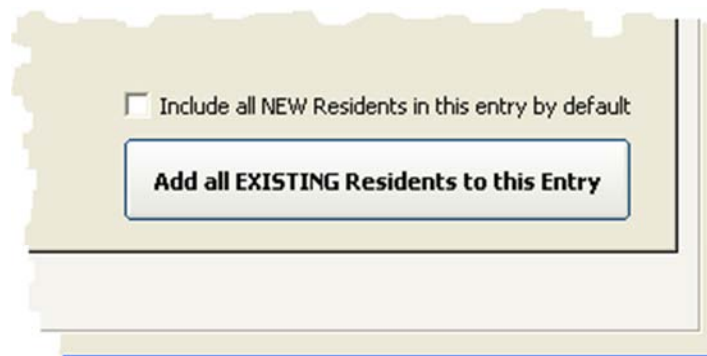 Include all NEW Residents in this entry by default
Add all EXISTING Residents to this Entry